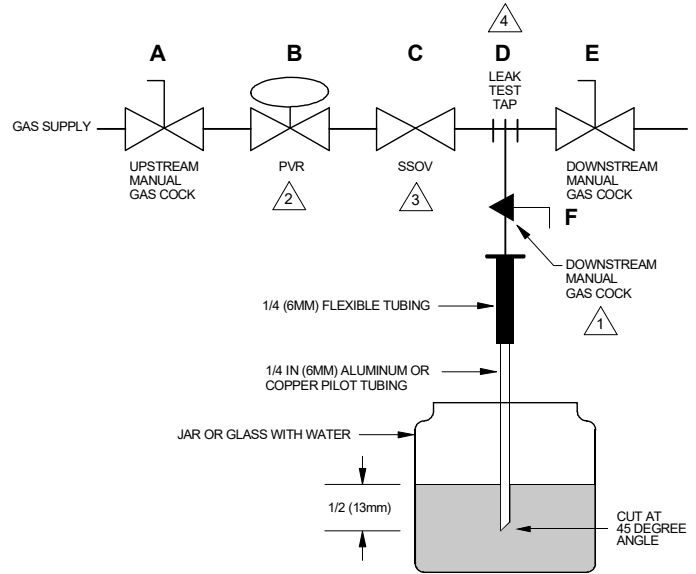 4
A
B
C
D
E
LEAK
TEST
TAP
GAS SUPPLY
UPSTREAM
MANUAL
GAS COCK
PVR
2
SSOV
3
DOWNSTREAM
MANUAL
GAS COCK
F
DOWNSTREAM
MANUAL
GAS COCK
1
1/4 (6MM) FLEXIBLE TUBING
1/4 IN (6MM) ALUMINUM OR
COPPER PILOT TUBING
JAR OR GLASS WITH WATER
1/2 (13mm)
CUT AT
45 DEGREE
ANGLE